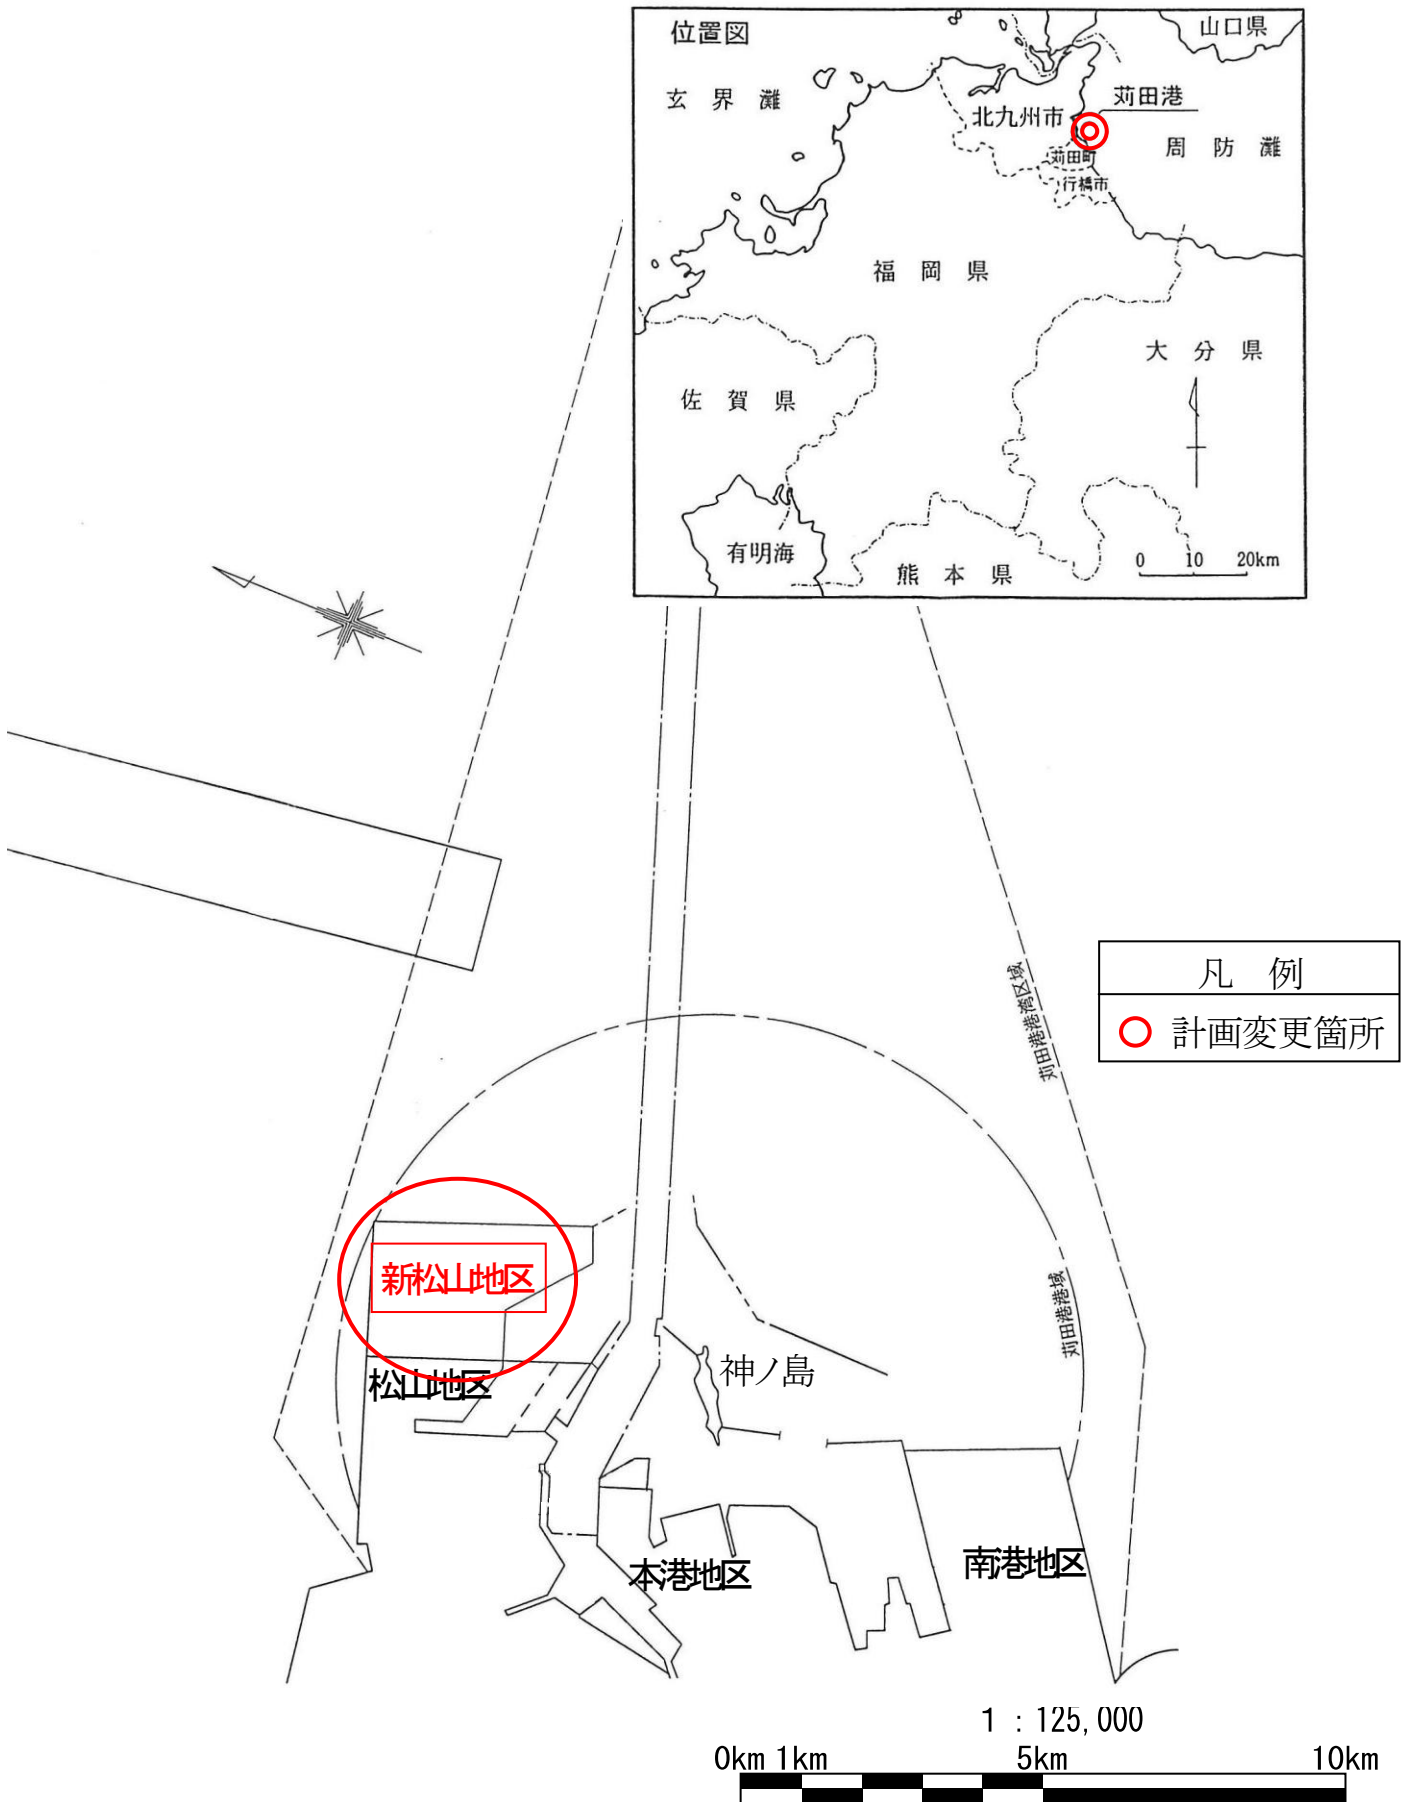 位置図
山口県
玄界灘
苅田港
北九州市
周防灘
苅田町
行橋市
福岡県
大分県
佐賀県
有明海
熊本県
0 10 20km
苅田港港湾区域
凡 例
計画変更箇所
新松山地区
苅田港港域
松山地区
神ノ島
本港地区
南港地区
1 : 125,000
0km 1km 5km 10km